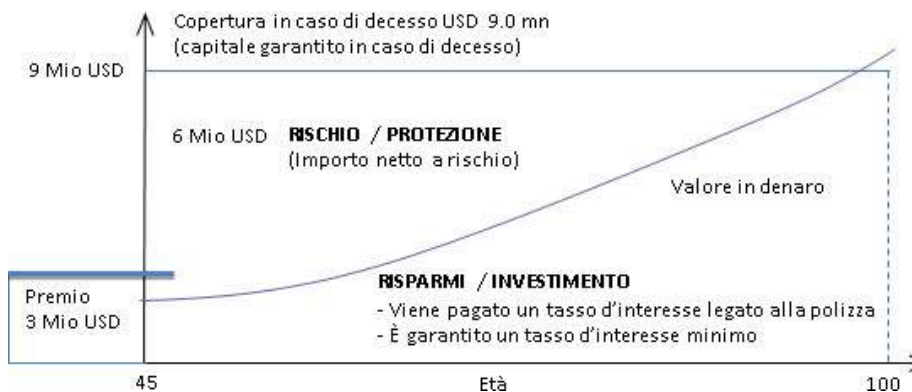 Copertura in caso di decesso USD 9.0 mn
(capitale garantito in caso di decesso)
9 Mio USD
6 Mio USD RISCHIO / PROTEZIONE
(Importo netto a rischio)
Valore in denaro
RISPARMI / INVESTIMENTO
Premio
3 Mio USD
- Viene pagato un tasso d'interesse legato alla polizza
- È garantito un tasso d'interesse minimo
45 Età 100